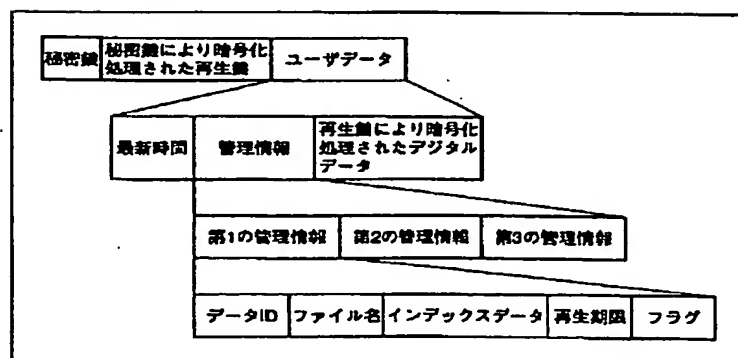 秘密鍵
秘密鍵により暗号化
処理された再生鍵
ユーザデータ
最新時間
管理情報
再生鍵により暗号化
処理されたデジタル
データ
第1の管理情報
第2の管理情報
第3の管理情報
データID
ファイル名
インデックスデータ
再生期限
フラグ